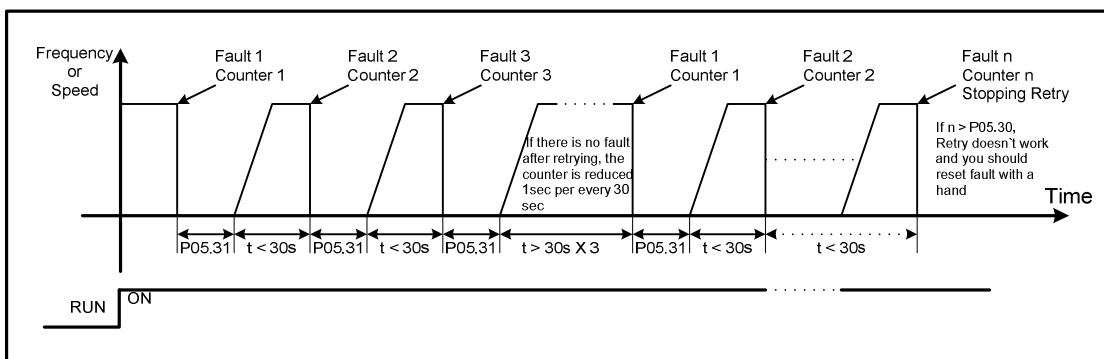 Frequency
or
Speed
Fault 1
Counter 1
Fault 2
Counter 2
Fault 3
Counter 3
Fault 1
Counter 1
Fault 2
Counter 2
Fault n
Counter n
Stopping Retry
If there is no fault
after retrying, the
counter is reduced
1sec per every 30
sec
If n > P05.30,
Retry doesn`t work
and you should
reset fault with a
hand
Time
P05.31
t < 30s
P05.31
t < 30s
P05.31
t > 30s X 3
P05.31
t < 30s
t < 30s
RUN
ON